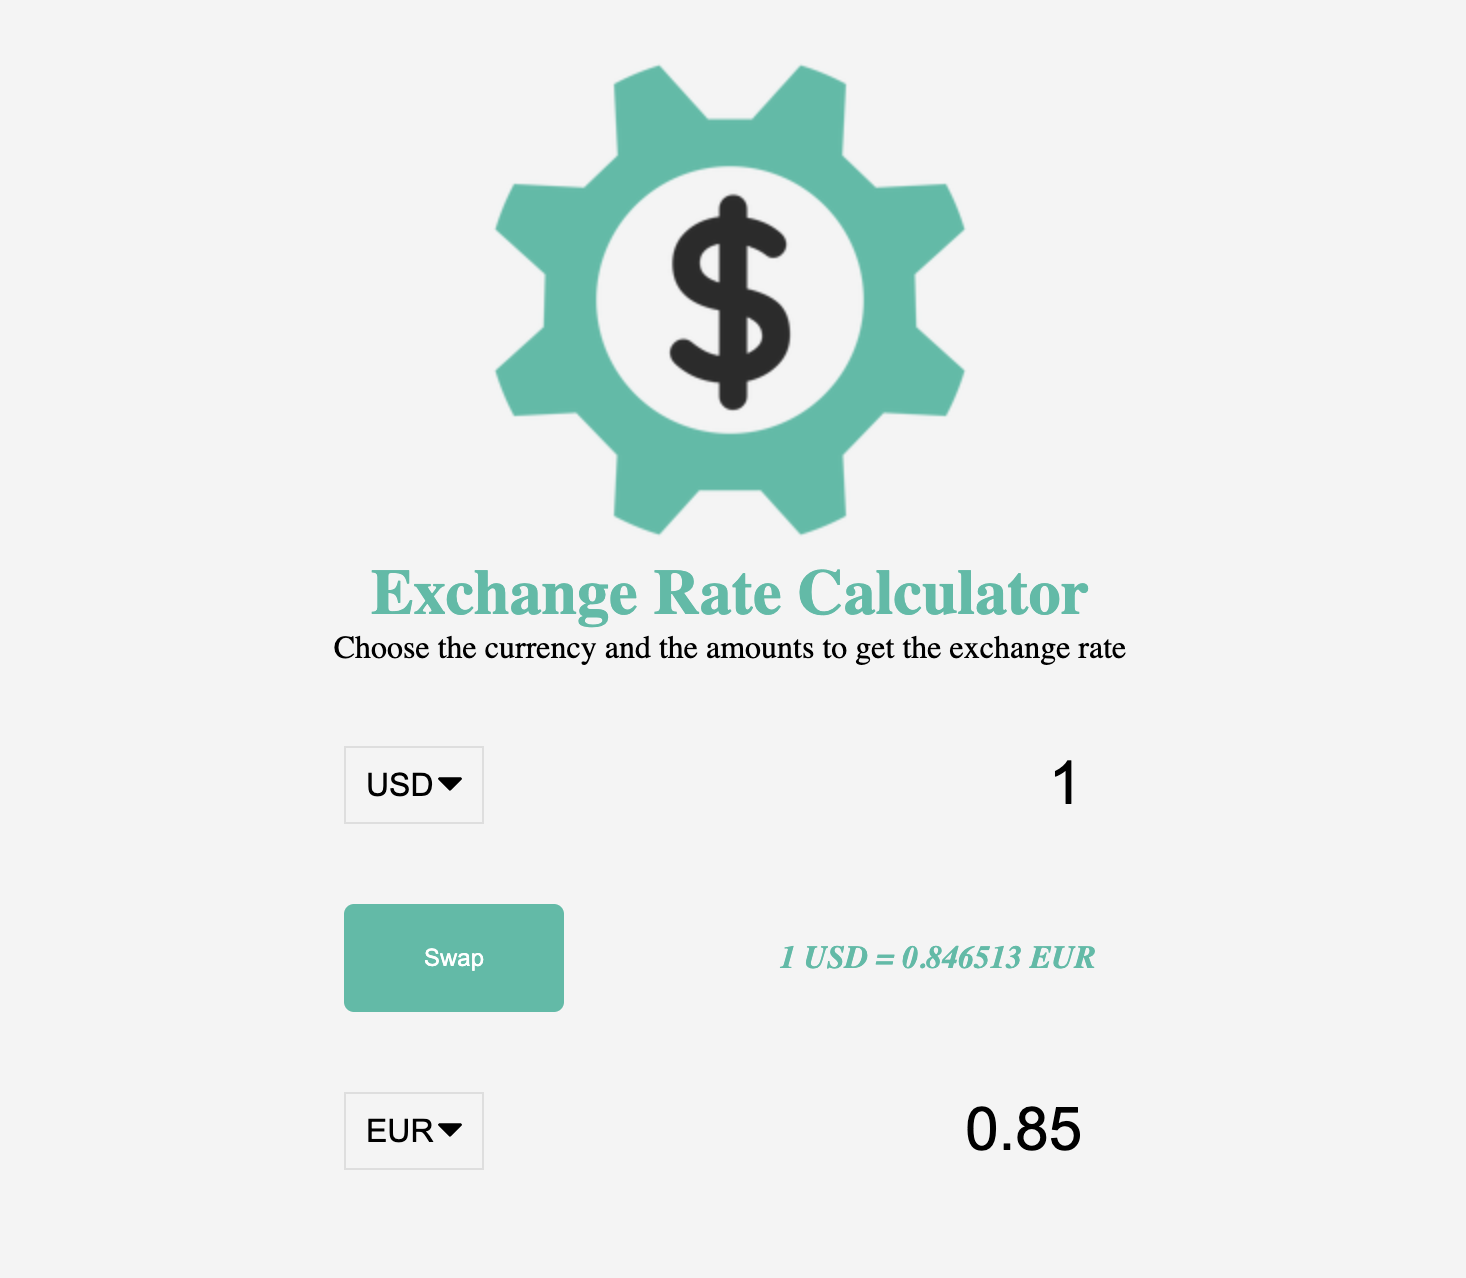 $
Exchange Rate Calculator
Choose the currency and the amounts to get the exchange rate
USD 1
Swap 1 USD = 0.846513 EUR
EUR 0.85